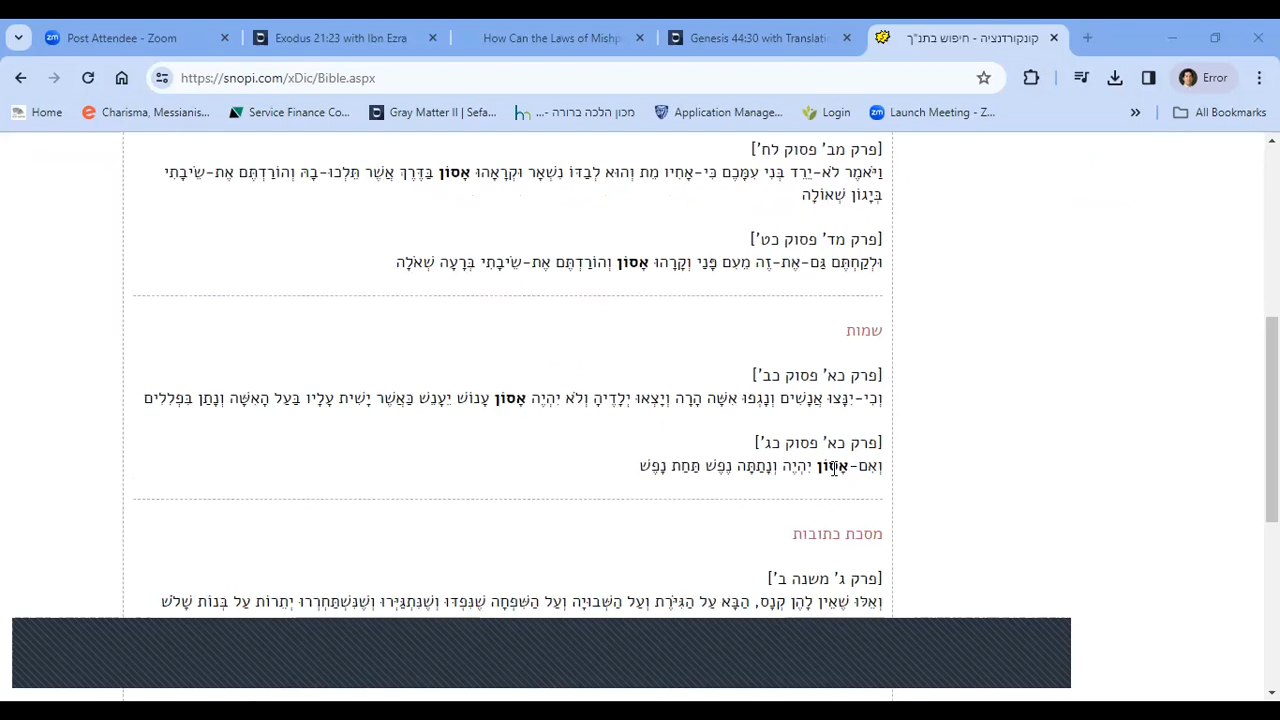 Post Attendee - Zoom
Exodus 21:23 with Ibn Ezra
How Can the Laws of Mishp
Genesis 44:30 with Translati
קונקורדנציה - חיפוש בתנ"ך
https://snopi.com/xDic/Bible.aspx
Error
Home
Charisma, Messianis...
Service Finance Co...
Gray Matter II | Sefa...
מכון הלכה ברורה -...
Application Manage...
Login
Launch Meeting - Z...
»
All Bookmarks
[פרק מב' פסוק לח']
וַיֹּאמֶר לֹא-יֵרֵד בְּנִי עִמָּכֶם כִּי-אָחִיו מֵת וְהוּא לְבַדּוֹ נִשְׁאָר וּקְרָאָהוּ אָסוֹן בַּדֶּרֶךְ אֲשֶׁר תֵּלְכוּ-בָהּ וְהוֹרַדְתֶּם אֶת-שֵׂיבָתִי
בְּיָגוֹן שְׁאוֹלָה
[פרק מד' פסוק כט']
וּלְקַחְתֶּם גַּם-אֶת-זֶה מֵעִם פָּנַי וְקָרָהוּ אָסוֹן וְהוֹרַדְתֶּם אֶת-שֵׂיבָתִי בְּרָעָה שְׁאֹלָה
שמות
[פרק כא' פסוק כב']
וְכִי-יִנָּצוּ אֲנָשִׁים וְנָגְפוּ אִשָּׁה הָרָה וְיָצְאוּ יְלָדֶיהָ וְלֹא יִהְיֶה אָסוֹן עָנוֹשׁ יֵעָנֵשׁ כַּאֲשֶׁר יָשִׁית עָלָיו בַּעַל הָאִשָּׁה וְנָתַן בִּפְלִלִים
[פרק כא' פסוק כג']
וְאִם-אָסוֹן יִהְיֶה וְנָתַתָּה נֶפֶשׁ תַּחַת נָפֶשׁ
מסכת כתובות
[פרק ג' משנה ב']
וְאֵלּוּ שֶׁאֵין לָהֶן קְנָס, הַבָּא עַל הַגִּיֹּרֶת וְעַל הַשְּׁבוּיָה וְעַל הַשִּׁפְחָה שֶׁנִּפְדּוּ וְשֶׁנִּתְגַּיְּרוּ וְשֶׁנִּשְׁתַּחְרְרוּ יְתֵרוֹת עַל בְּנוֹת שָׁלֹשׁ